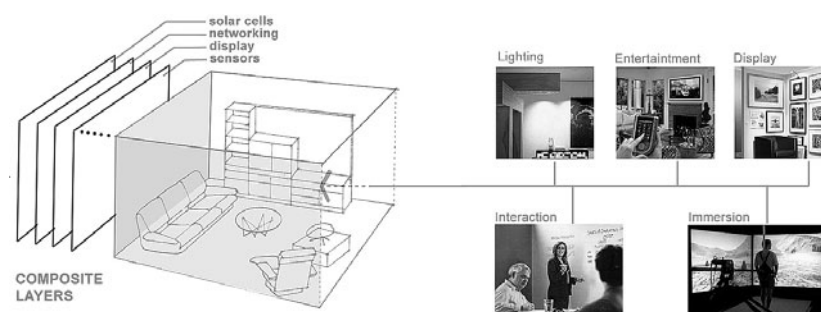 solar cells
networking
display
sensors
COMPOSITE
LAYERS
Lighting
Entertaintment
Display
Interaction
Immersion